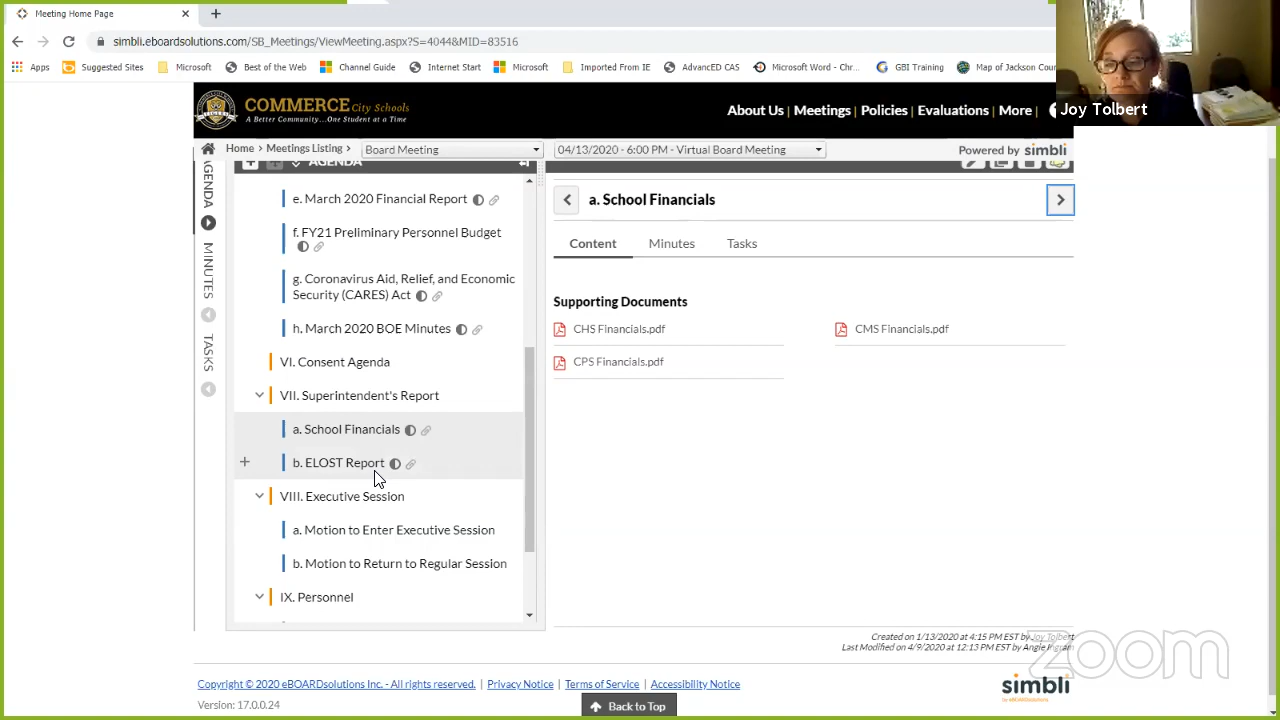 Meeting Home Page
simbli.eboardsolutions.com/SB_Meetings/ViewMeeting.aspx?S=4044&MID=83516
Apps Suggested Sites Microsoft Best of the Web Channel Guide Internet Start Microsoft Imported From IE AdvancED CAS Microsoft Word - Chr... GBI Training Map of Jackson Coun
Joy Tolbert
COMMERCE City Schools
A Better Community...One Student at a Time
About Us Meetings Policies Evaluations More
Home Meetings Listing Board Meeting 04/13/2020 - 6:00 PM - Virtual Board Meeting Powered by simbli
AGENDA
MINUTES
TASKS
AGENDA
e. March 2020 Financial Report
f. FY21 Preliminary Personnel Budget
g. Coronavirus Aid, Relief, and Economic
Security (CARES) Act
h. March 2020 BOE Minutes
VI. Consent Agenda
VII. Superintendent's Report
a. School Financials
b. ELOST Report
VIII. Executive Session
a. Motion to Enter Executive Session
b. Motion to Return to Regular Session
IX. Personnel
a. School Financials
Content Minutes Tasks
Supporting Documents
CHS Financials.pdf CMS Financials.pdf
CPS Financials.pdf
Created on 1/13/2020 at 4:15 PM EST by Joy Tolbert
Last Modified on 4/9/2020 at 12:13 PM EST by Angie Ingram
zoom
Copyright © 2020 eBOARDsolutions Inc. - All rights reserved. Privacy Notice Terms of Service Accessibility Notice
simbli
Version: 17.0.0.24
Back to Top